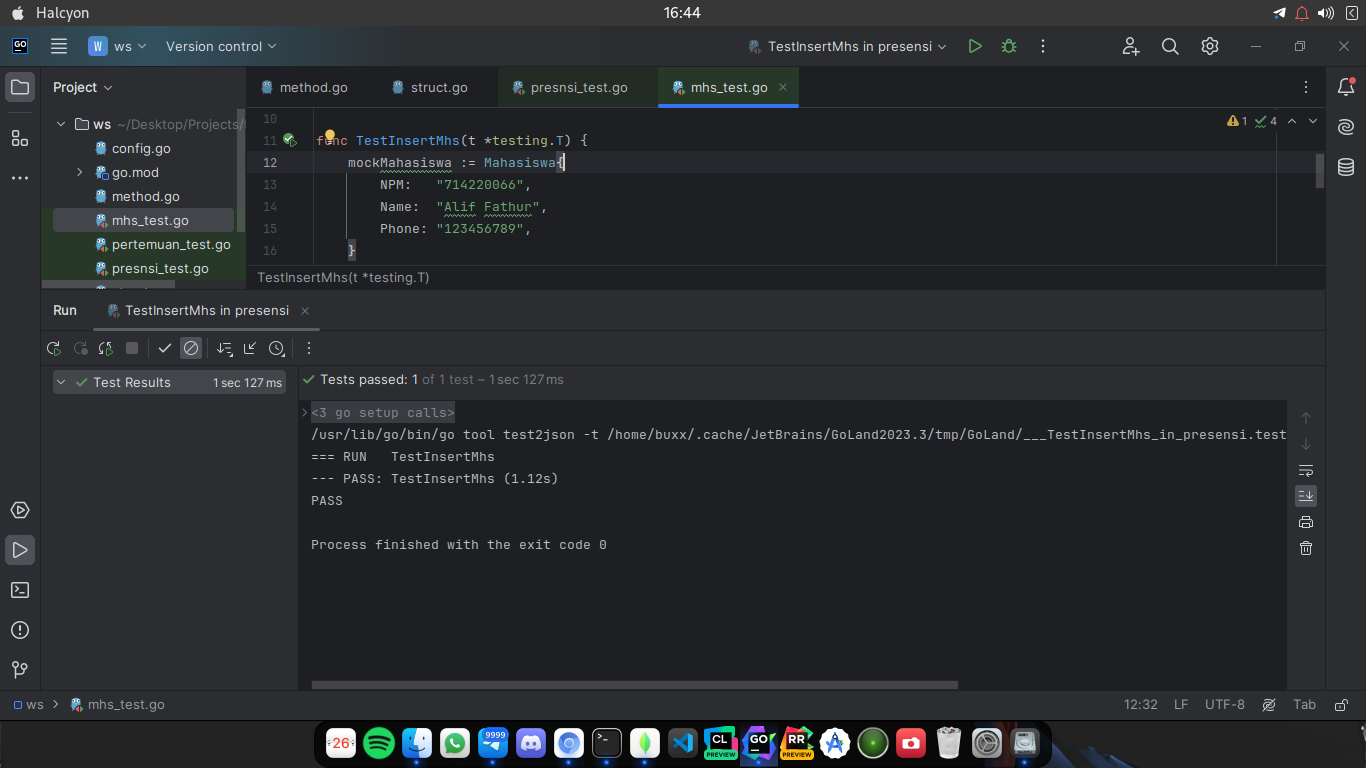 Halcyon
16:44
GO
W ws
Version control
TestInsertMhs in presensi
Project
method.go
struct.go
presnsi_test.go
mhs_test.go
ws ~/Desktop/Projects/
config.go
go.mod
method.go
mhs_test.go
pertemuan_test.go
presnsi_test.go
10
1
4
11 func TestInsertMhs(t *testing.T) {
12 mockMahasiswa := Mahasiswa{
13 NPM: "714220066",
14 Name: "Alif Fathur",
15 Phone: "123456789",
16 }
TestInsertMhs(t *testing.T)
Run
TestInsertMhs in presensi
Test Results 1 sec 127 ms
Tests passed: 1 of 1 test – 1 sec 127 ms
<3 go setup calls>
/usr/lib/go/bin/go tool test2json -t /home/buxx/.cache/JetBrains/GoLand2023.3/tmp/GoLand/___TestInsertMhs_in_presensi.test
=== RUN   TestInsertMhs
--- PASS: TestInsertMhs (1.12s)
PASS
Process finished with the exit code 0
ws
mhs_test.go
12:32
LF
UTF-8
Tab
26
9999
>_
CL
PREVIEW
GO
RR
PREVIEW